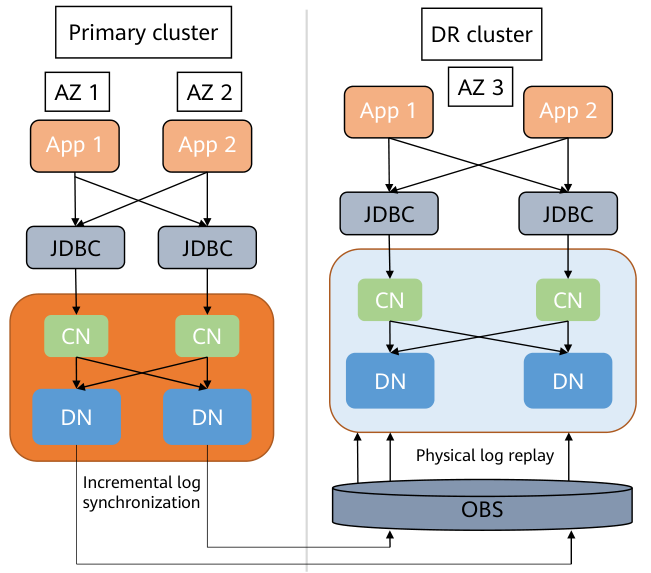 Primary cluster
AZ 1
AZ 2
App 1
App 2
JDBC
JDBC
CN
CN
DN
DN
Incremental log
synchronization
DR cluster
AZ 3
App 1
App 2
JDBC
JDBC
CN
CN
DN
DN
Physical log replay
OBS